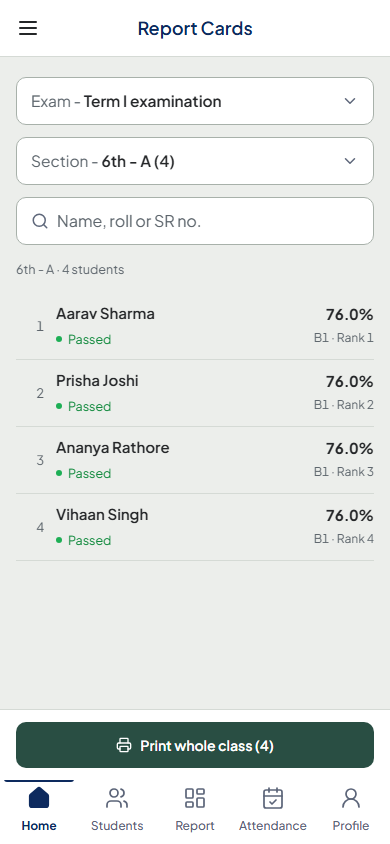 Report Cards
Exam - Term I examination
Section - 6th - A (4)
Name, roll or SR no.
6th - A · 4 students
1 Aarav Sharma 76.0%
Passed B1 · Rank 1
2 Prisha Joshi 76.0%
Passed B1 · Rank 2
3 Ananya Rathore 76.0%
Passed B1 · Rank 3
4 Vihaan Singh 76.0%
Passed B1 · Rank 4
Print whole class (4)
Home Students Report Attendance Profile